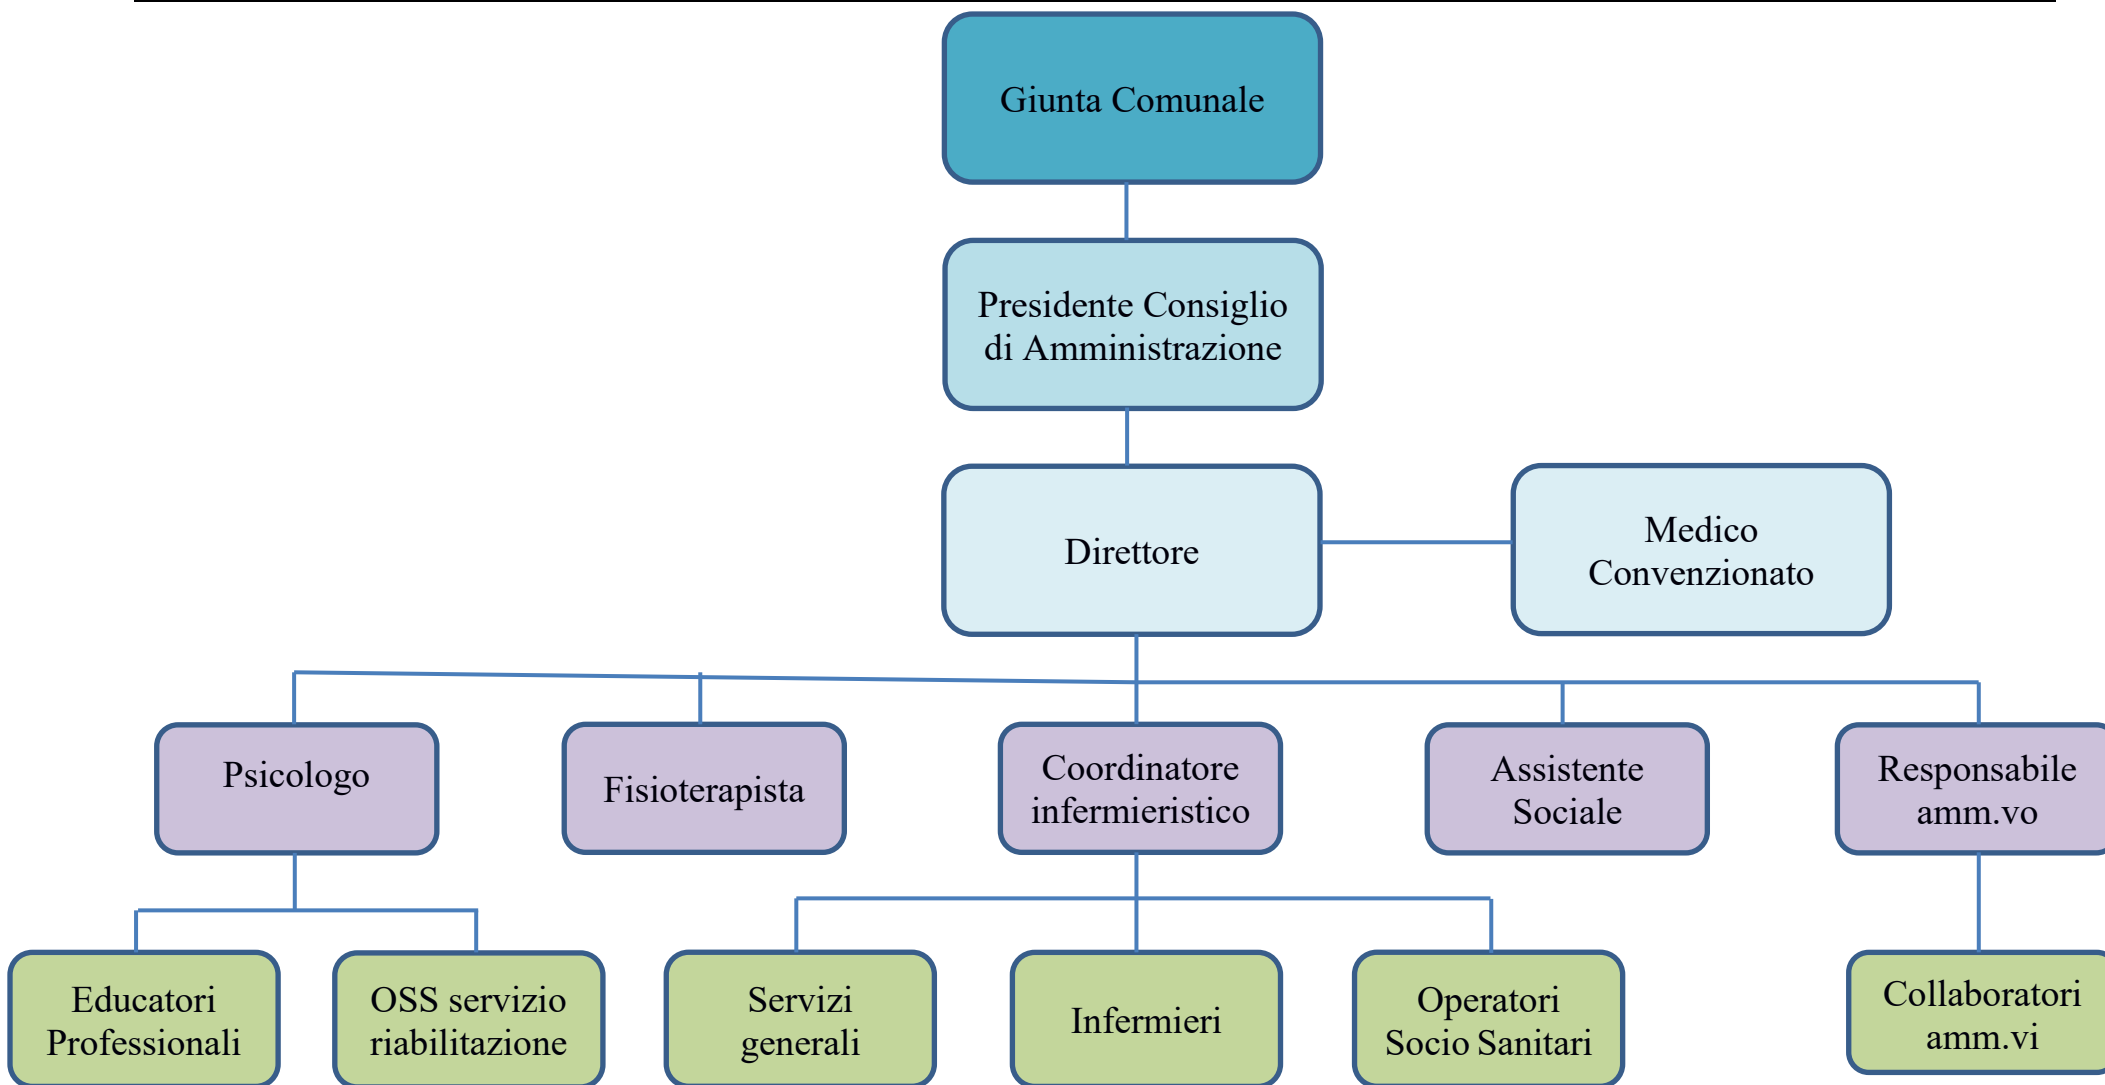 Giunta Comunale
Presidente Consiglio
di Amministrazione
Direttore
Medico
Convenzionato
Psicologo
Fisioterapista
Coordinatore
infermieristico
Assistente
Sociale
Responsabile
amm.vo
Educatori
Professionali
OSS servizio
riabilitazione
Servizi
generali
Infermieri
Operatori
Socio Sanitari
Collaboratori
amm.vi